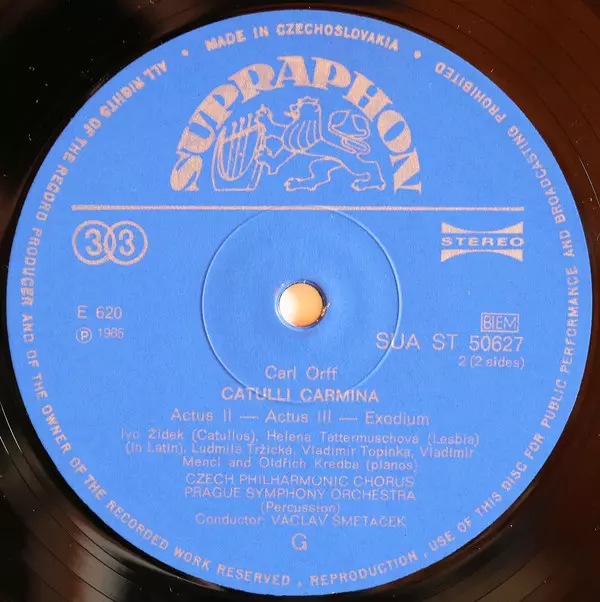 MADE IN CZECHOSLOVAKIA
ALL RIGHTS OF THE RECORD PRODUCER AND OF THE OWNER OF THE RECORDED WORK RESERVED. REPRODUCTION, USE OF THIS DISC FOR PUBLIC PERFORMANCE AND BROADCASTING PROHIBITED
SUPRAPHON
33
STEREO
E 620
BIEM
℗ 1965
SUA ST 50627
2 (2 sides)
Carl Orff
CATULLI CARMINA
Actus II — Actus III — Exodium
Ivo Žídek (Catullus), Helena Tattermuschová (Lesbia)
(in Latin), Ludmila Tržická, Vladimír Topinka, Vladimír
Mencl and Oldřich Kredba (pianos)
CZECH PHILHARMONIC CHORUS
PRAGUE SYMPHONY ORCHESTRA
(Percussion)
Conductor: VÁCLAV SMETÁČEK
G